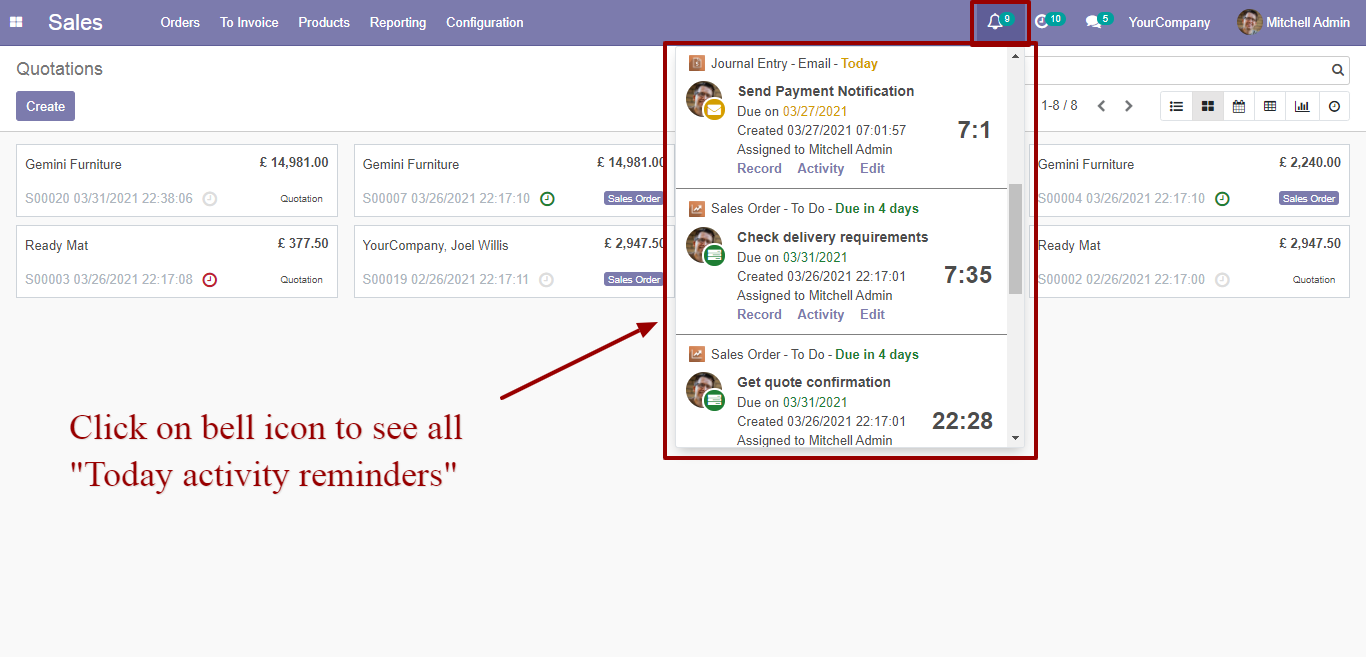 Sales
Orders
To Invoice
Products
Reporting
Configuration
9
10
5
YourCompany
Mitchell Admin
Quotations
Create
1-8 / 8
Gemini Furniture
£ 14,981.00
S00020 03/31/2021 22:38:06
Quotation
Gemini Furniture
£ 14,981.00
S00007 03/26/2021 22:17:10
Sales Order
Gemini Furniture
£ 2,240.00
S00004 03/26/2021 22:17:10
Sales Order
Ready Mat
£ 377.50
S00003 03/26/2021 22:17:08
Quotation
YourCompany, Joel Willis
£ 2,947.50
S00019 02/26/2021 22:17:11
Sales Order
Ready Mat
£ 2,947.50
S00002 02/26/2021 22:17:00
Quotation
Journal Entry - Email - Today
Send Payment Notification
Due on 03/27/2021
Created 03/27/2021 07:01:57
7:1
Assigned to Mitchell Admin
Record Activity Edit
Sales Order - To Do - Due in 4 days
Check delivery requirements
Due on 03/31/2021
Created 03/26/2021 22:17:01
7:35
Assigned to Mitchell Admin
Record Activity Edit
Sales Order - To Do - Due in 4 days
Get quote confirmation
Due on 03/31/2021
Created 03/26/2021 22:17:01
22:28
Assigned to Mitchell Admin
Click on bell icon to see all
"Today activity reminders"